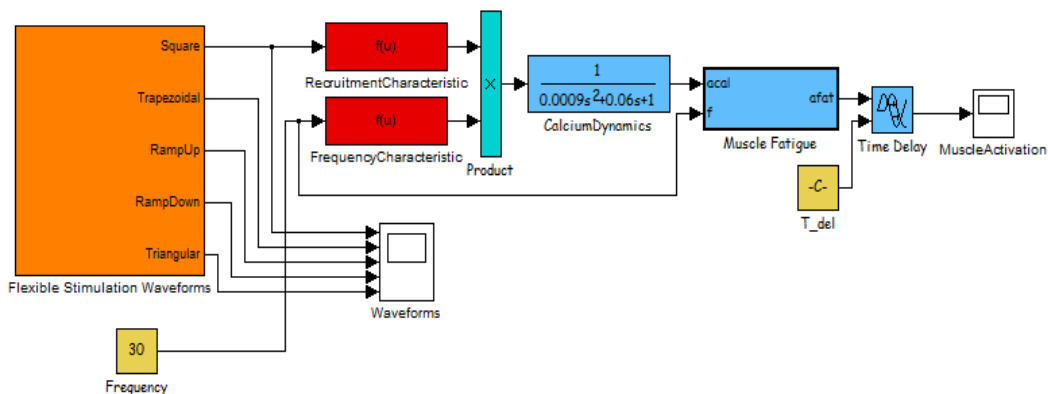 Square
Trapezoidal
RampUp
RampDown
Triangular
Flexible Stimulation Waveforms
30
Frequency
f(u)
RecruitmentCharacteristic
f(u)
FrequencyCharacteristic
×
Product
1
0.0009s²+0.06s+1
CalciumDynamics
acal
f
afat
Muscle Fatigue
Time Delay
-C-
T_del
MuscleActivation
Waveforms